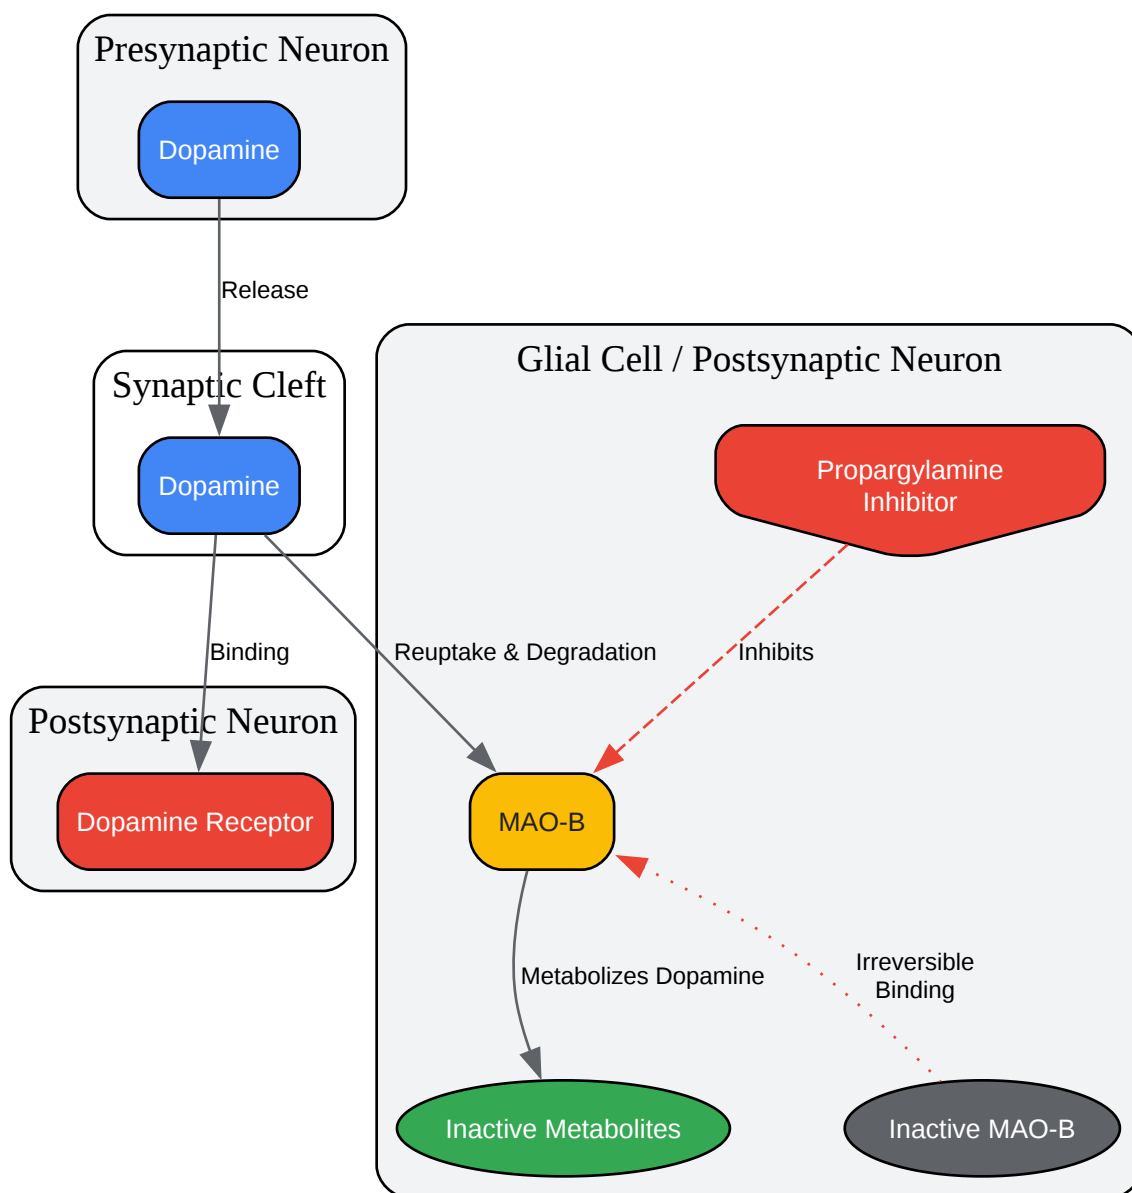 Presynaptic Neuron
Dopamine
Release
Synaptic Cleft
Dopamine
Glial Cell / Postsynaptic Neuron
Propargylamine
Inhibitor
Binding
Reuptake & Degradation
Inhibits
Postsynaptic Neuron
Dopamine Receptor
MAO-B
Metabolizes Dopamine
Irreversible
Binding
Inactive Metabolites
Inactive MAO-B